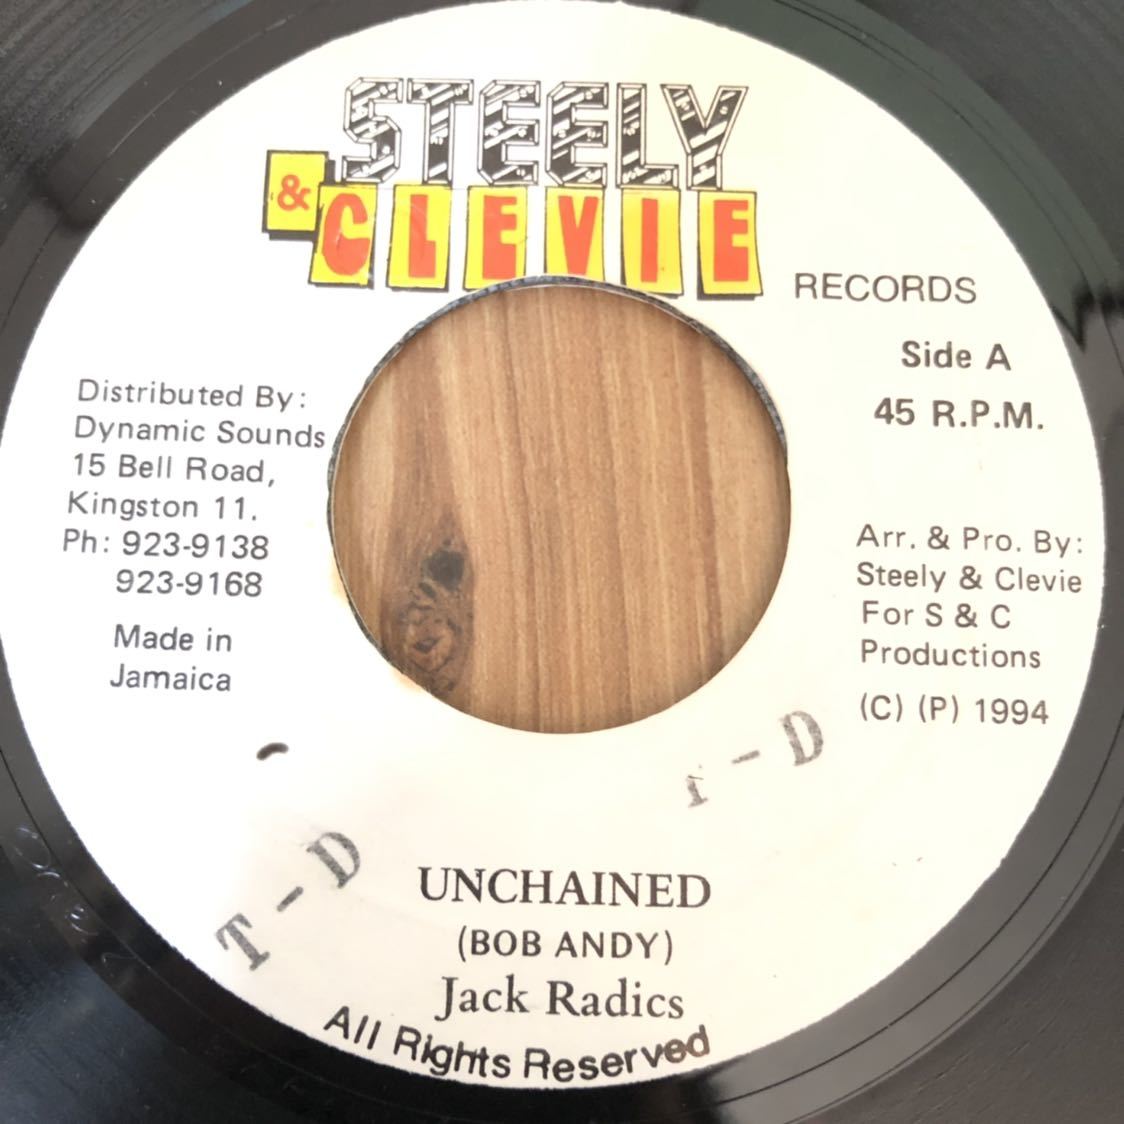 STEELY
& CLEVIE
RECORDS
Side A
45 R.P.M.
Distributed By:
Dynamic Sounds
15 Bell Road,
Kingston 11.
Ph: 923-9138
923-9168
Made in
Jamaica
Arr. & Pro. By:
Steely & Clevie
For S & C
Productions
(C) (P) 1994
T-D
-D
UNCHAINED
(BOB ANDY)
Jack Radics
All Rights Reserved